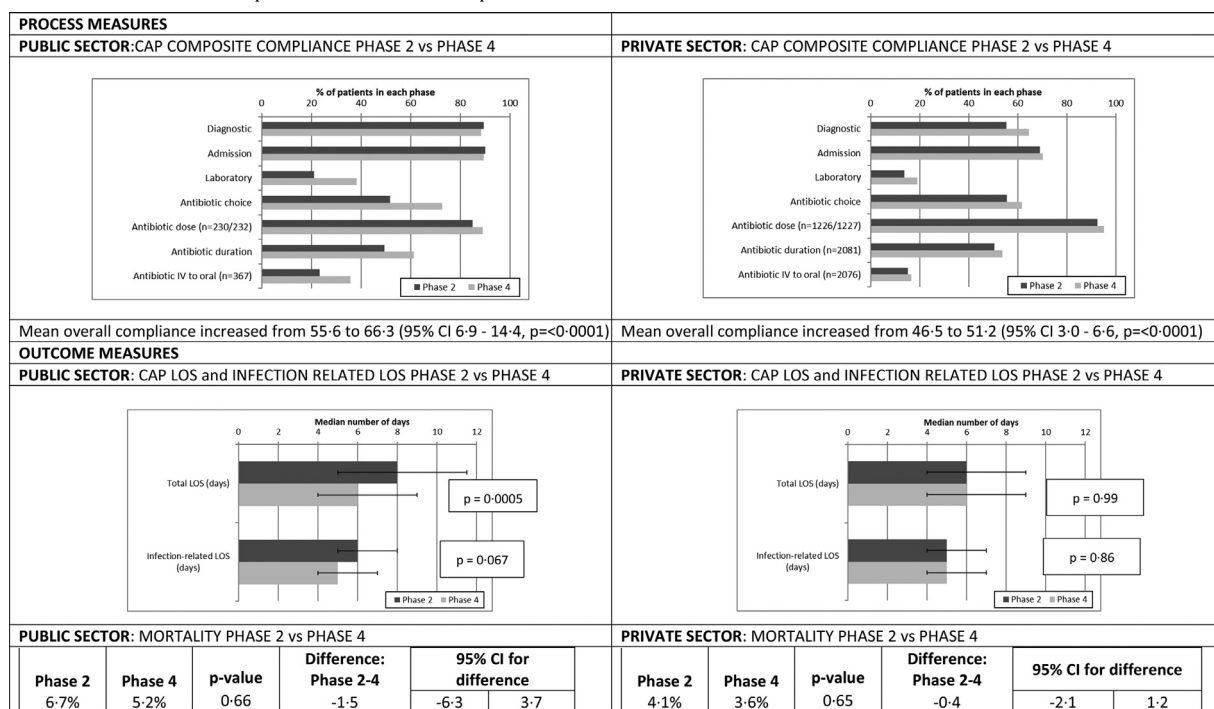 PROCESS MEASURES
PUBLIC SECTOR:CAP COMPOSITE COMPLIANCE PHASE 2 vs PHASE 4
% of patients in each phase
0 20 40 60 80 100
Diagnostic
Admission
Laboratory
Antibiotic choice
Antibiotic dose (n=230/232)
Antibiotic duration
Antibiotic IV to oral (n=367)
Phase 2 Phase 4
Mean overall compliance increased from 55·6 to 66·3 (95% CI 6·9 - 14·4, p=<0·0001)
PRIVATE SECTOR: CAP COMPOSITE COMPLIANCE PHASE 2 vs PHASE 4
% of patients in each phase
0 20 40 60 80 100
Diagnostic
Admission
Laboratory
Antibiotic choice
Antibiotic dose (n=1226/1227)
Antibiotic duration (n=2081)
Antibiotic IV to oral (n=2076)
Phase 2 Phase 4
Mean overall compliance increased from 46·5 to 51·2 (95% CI 3·0 - 6·6, p=<0·0001)
OUTCOME MEASURES
PUBLIC SECTOR: CAP LOS and INFECTION RELATED LOS PHASE 2 vs PHASE 4
Median number of days
0 2 4 6 8 10 12
Total LOS (days)
p = 0·0005
Infection-related LOS
(days)
p = 0·067
Phase 2 Phase 4
PRIVATE SECTOR: CAP LOS and INFECTION RELATED LOS PHASE 2 vs PHASE 4
Median number of days
0 2 4 6 8 10 12
Total LOS (days)
p = 0·99
Infection-related LOS
(days)
p = 0·86
Phase 2 Phase 4
PUBLIC SECTOR: MORTALITY PHASE 2 vs PHASE 4
Phase 2 Phase 4 p-value Difference: Phase 2-4 95% CI for difference
6·7% 5·2% 0·66 -1·5 -6·3 3·7
PRIVATE SECTOR: MORTALITY PHASE 2 vs PHASE 4
Phase 2 Phase 4 p-value Difference: Phase 2-4 95% CI for difference
4·1% 3·6% 0·65 -0·4 -2·1 1·2